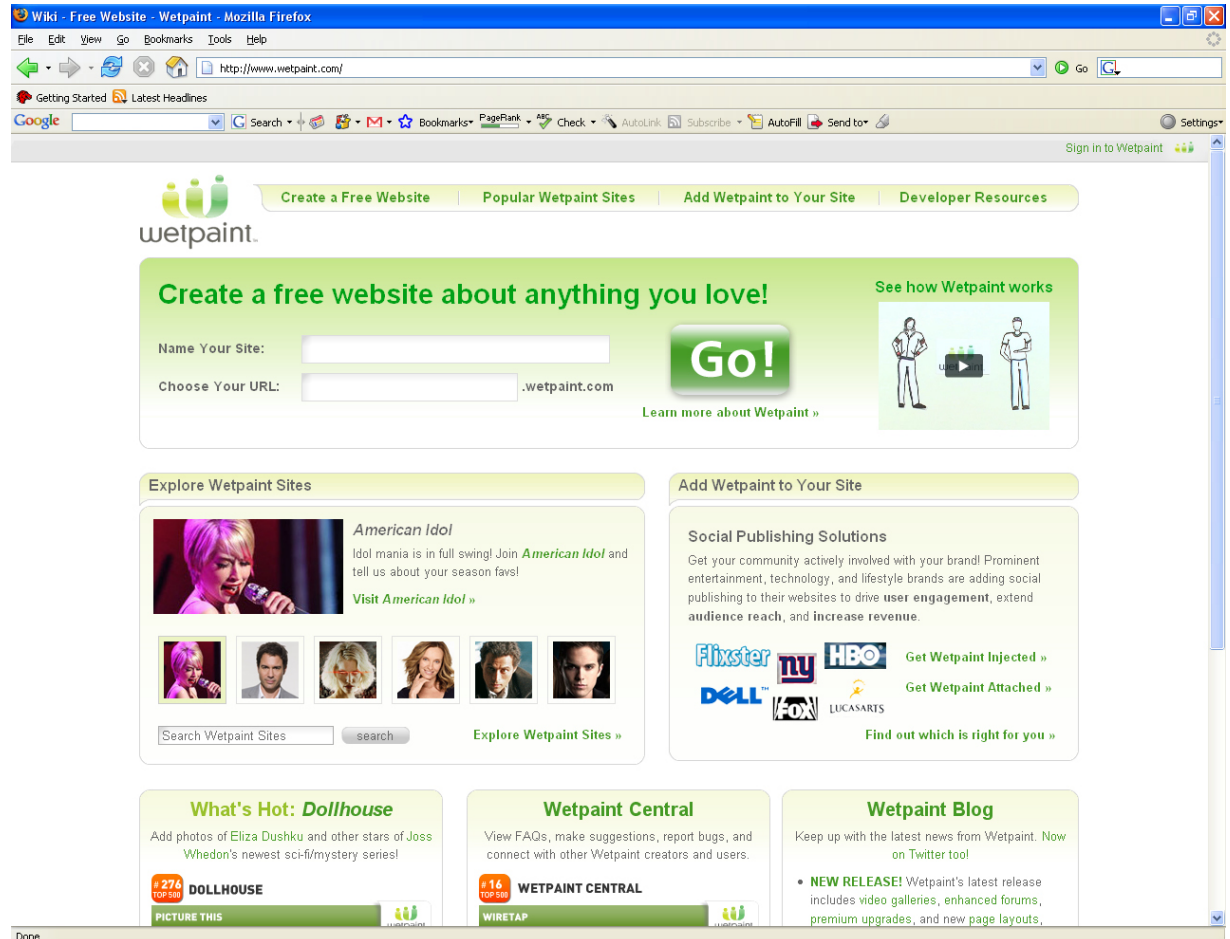 Wiki - Free Website - Wetpaint - Mozilla Firefox
File Edit View Go Bookmarks Tools Help
http://www.wetpaint.com/ Go G
Getting Started Latest Headlines
Google G Search Bookmarks PageRank ABC Check AutoLink Subscribe AutoFill Send to Settings
Sign in to Wetpaint
wetpaint
Create a Free Website Popular Wetpaint Sites Add Wetpaint to Your Site Developer Resources
Create a free website about anything you love!
See how Wetpaint works
Name Your Site:
Go!
Choose Your URL: .wetpaint.com
Learn more about Wetpaint »
Explore Wetpaint Sites
American Idol
Idol mania is in full swing! Join American Idol and
tell us about your season favs!
Visit American Idol »
Search Wetpaint Sites search Explore Wetpaint Sites »
Add Wetpaint to Your Site
Social Publishing Solutions
Get your community actively involved with your brand! Prominent
entertainment, technology, and lifestyle brands are adding social
publishing to their websites to drive user engagement, extend
audience reach, and increase revenue.
Flixster ny HBO
Get Wetpaint Injected »
DELL™ FOX LUCASARTS
Get Wetpaint Attached »
Find out which is right for you »
What's Hot: Dollhouse
Add photos of Eliza Dushku and other stars of Joss
Whedon's newest sci-fi/mystery series!
#276 TOP 500 DOLLHOUSE
PICTURE THIS wetpaint
Wetpaint Central
View FAQs, make suggestions, report bugs, and
connect with other Wetpaint creators and users.
#16 TOP 500 WETPAINT CENTRAL
WIRETAP wetpaint
Wetpaint Blog
Keep up with the latest news from Wetpaint. Now
on Twitter too!
• NEW RELEASE! Wetpaint's latest release
includes video galleries, enhanced forums,
premium upgrades, and new page layouts,
Done